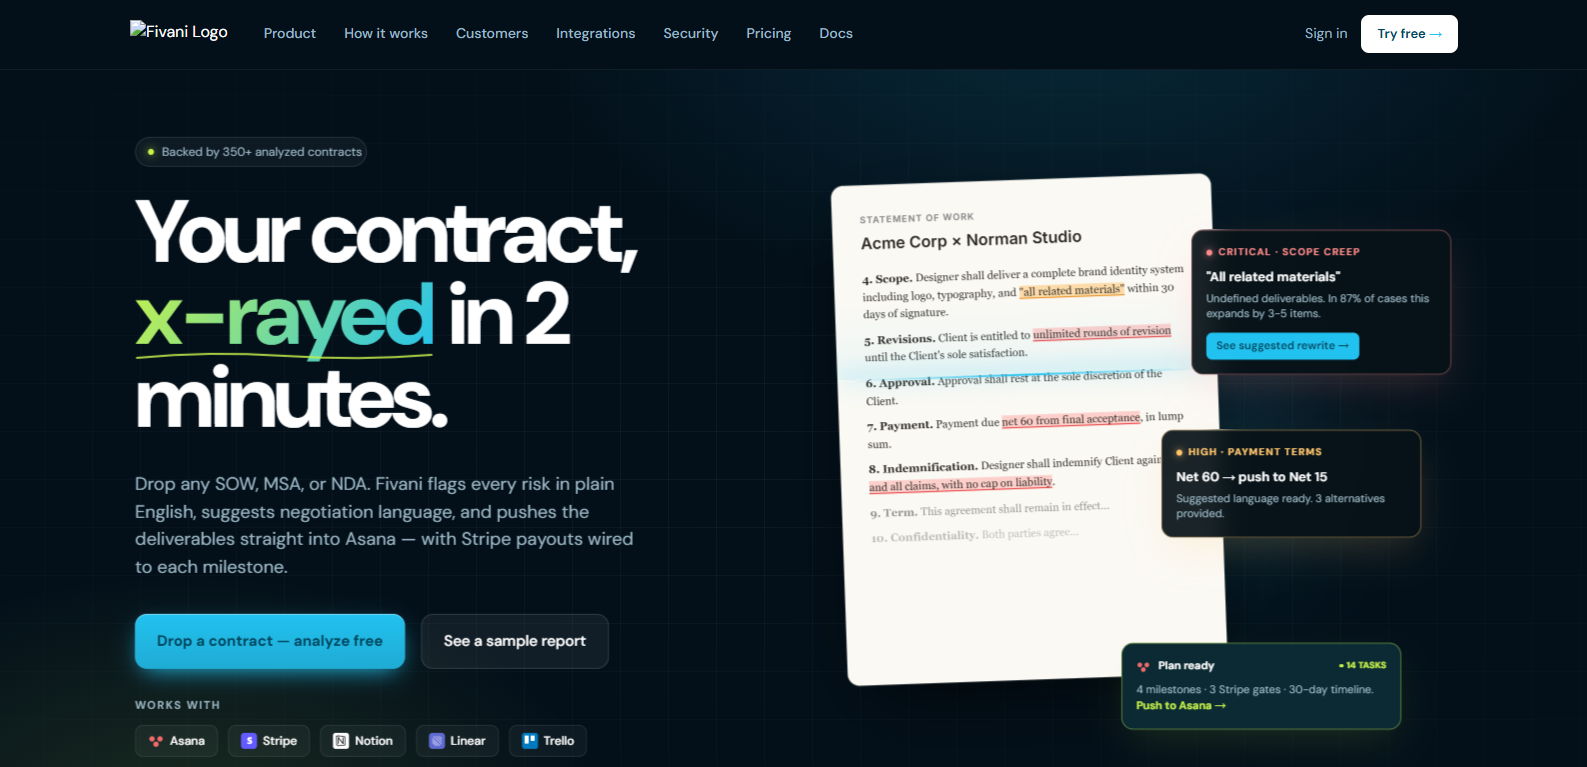 Fivani Logo
Product
How it works
Customers
Integrations
Security
Pricing
Docs
Sign in
Try free →
Backed by 350+ analyzed contracts
Your contract,
x-rayed in 2
minutes.
Drop any SOW, MSA, or NDA. Fivani flags every risk in plain
English, suggests negotiation language, and pushes the
deliverables straight into Asana — with Stripe payouts wired
to each milestone.
Drop a contract — analyze free
See a sample report
WORKS WITH
Asana
Stripe
Notion
Linear
Trello
STATEMENT OF WORK
Acme Corp × Norman Studio
4. Scope. Designer shall deliver a complete brand identity system
including logo, typography, and "all related materials" within 30
days of signature.
5. Revisions. Client is entitled to unlimited rounds of revision
until the Client's sole satisfaction.
6. Approval. Approval shall rest at the sole discretion of the
Client.
7. Payment. Payment due net 60 from final acceptance, in lump
sum.
8. Indemnification. Designer shall indemnify Client again
and all claims, with no cap on liability.
9. Term. This agreement shall remain in effect...
10. Confidentiality. Both parties agree...
CRITICAL · SCOPE CREEP
"All related materials"
Undefined deliverables. In 87% of cases this
expands by 3–5 items.
See suggested rewrite →
HIGH · PAYMENT TERMS
Net 60 → push to Net 15
Suggested language ready. 3 alternatives
provided.
Plan ready
14 TASKS
4 milestones · 3 Stripe gates · 30-day timeline.
Push to Asana →